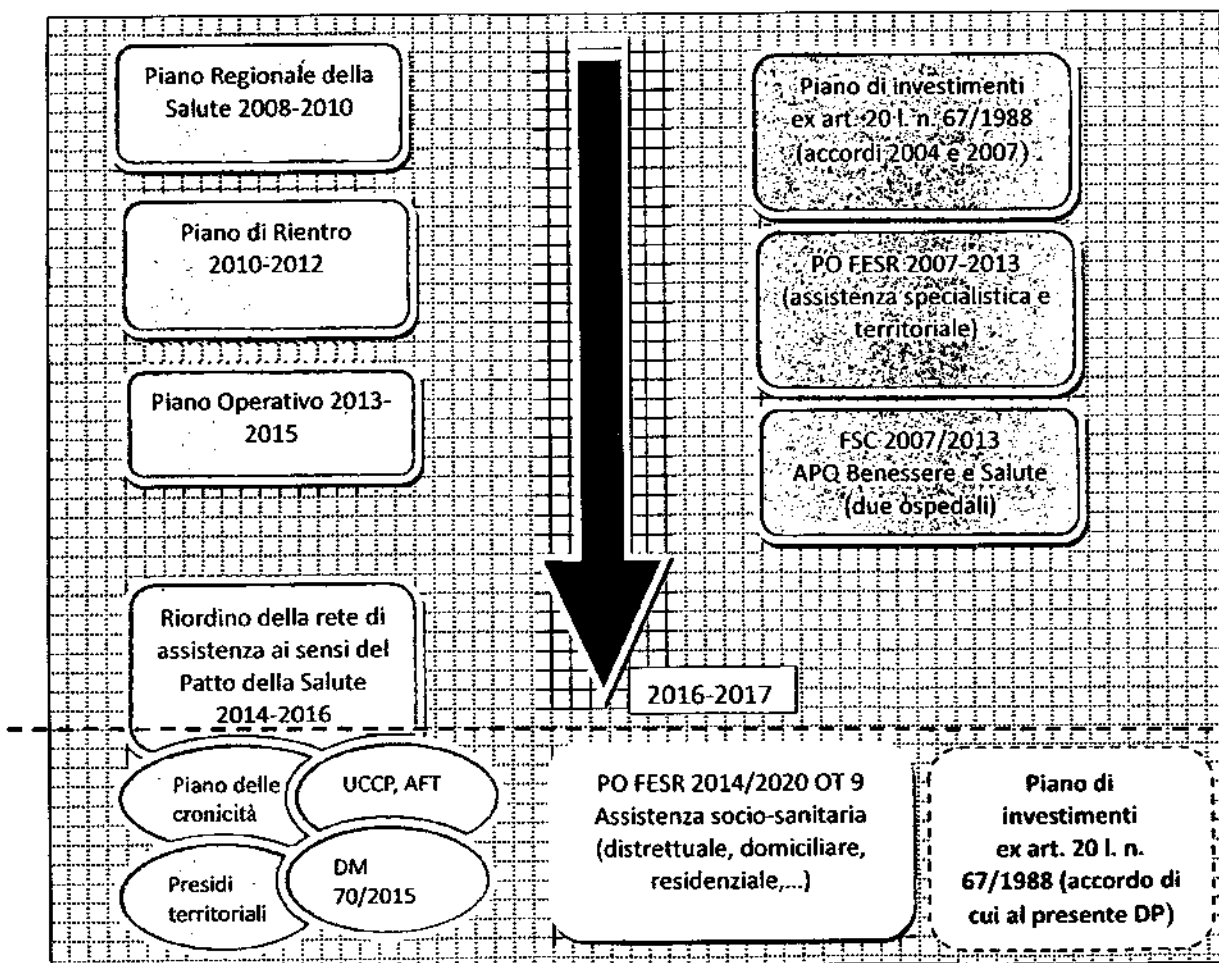 Piano Regionale della
Salute 2008-2010
Piano di Rientro
2010-2012
Piano Operativo 2013-
2015
Riordino della rete di
assistenza ai sensi del
Patto della Salute
2014-2016
Piano di investimenti
ex art. 20 l. n. 67/1988
(accordi 2004 e 2007)
PO FESR 2007-2013
(assistenza specialistica e
territoriale)
FSC 2007/2013
APQ Benessere e Salute
(due ospedali)
2016-2017
Piano delle
cronicità
UCCP, AFT
Presidi
territoriali
DM
70/2015
PO FESR 2014/2020 OT 9
Assistenza socio-sanitaria
(distrettuale, domiciliare,
residenziale,...)
Piano di
investimenti
ex art. 20 l. n.
67/1988 (accordo di
cui al presente DP)